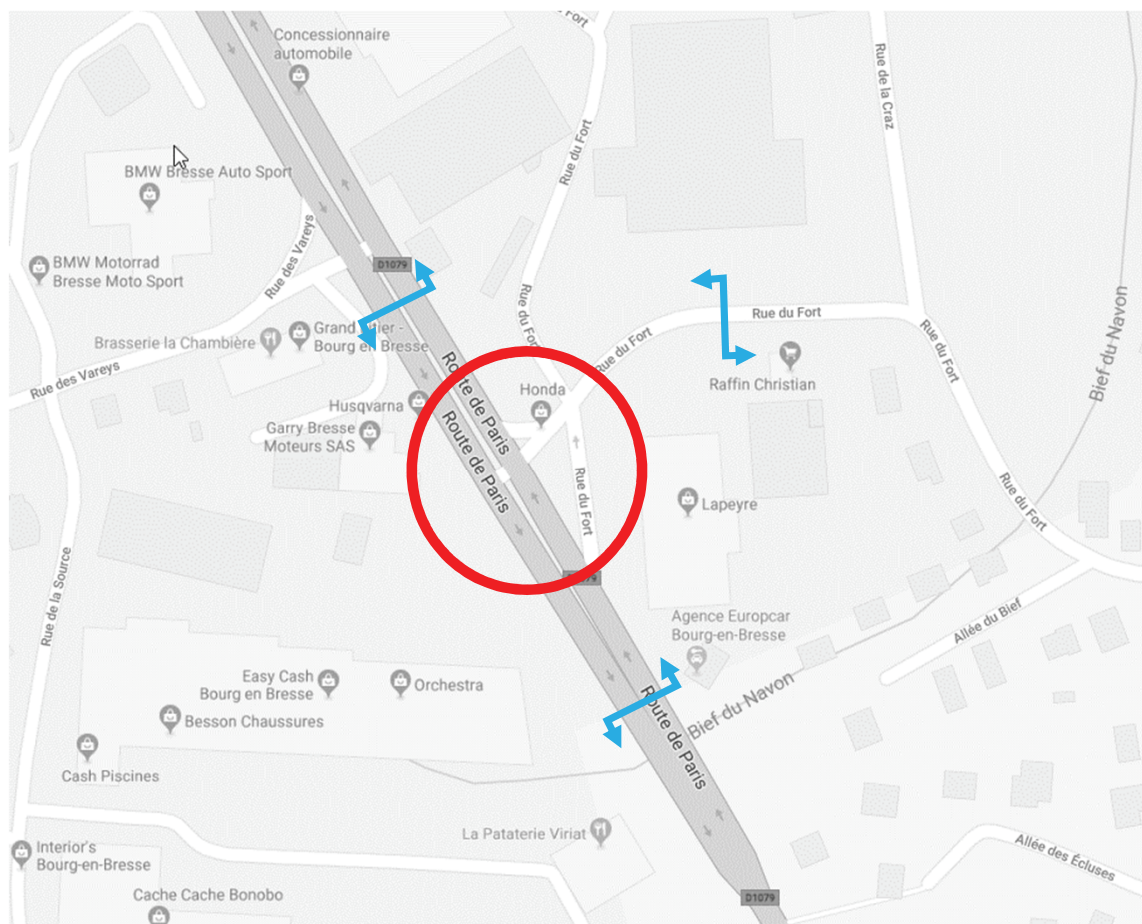 Fort
Concessionnaire
automobile
Rue de la Craz
Rue du Fort
BMW Bresse Auto Sport
Rue des Vareys
BMW Motorrad
Bresse Moto Sport
D1079
Bief du Navon
Rue du Fort
Rue du Fort
Brasserie la Chambière
Bourg en Bresse
Rue du Fort
Rue du Fort
Rue des Vareys
Raffin Christian
Route de Paris
Honda
Husqvarna
Garry Bresse
Moteurs SAS
Route de Paris
Rue du Fort
Lapeyre
Rue du Fort
Rue de la Source
Allée du Bief
Agence Europcar
Bourg-en-Bresse
Easy Cash
Bourg en Bresse
Orchestra
Route de Paris
Bief du Navon
Besson Chaussures
Cash Piscines
La Pataterie Viriat
Interior's
Bourg-en-Bresse
Allée des Écluses
Cache Cache Bonobo
D1079